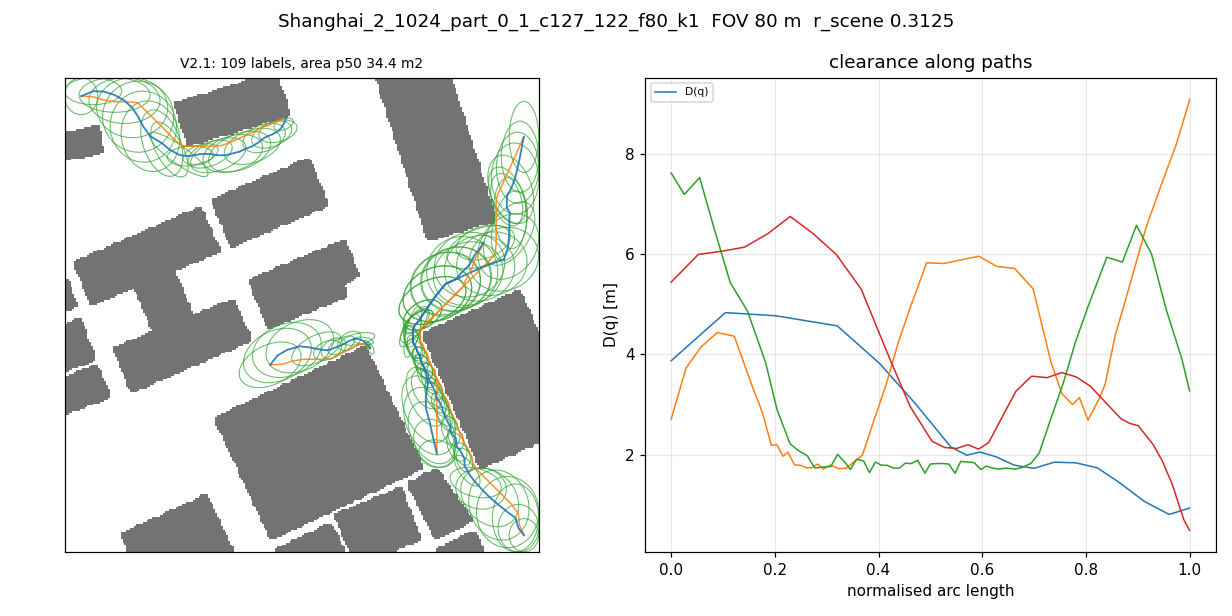 Shanghai_2_1024_part_0_1_c127_122_f80_k1 FOV 80 m r_scene 0.3125
V2.1: 109 labels, area p50 34.4 m2
clearance along paths
D(q)
D(q) [m]
8
6
4
2
0.0 0.2 0.4 0.6 0.8 1.0
normalised arc length